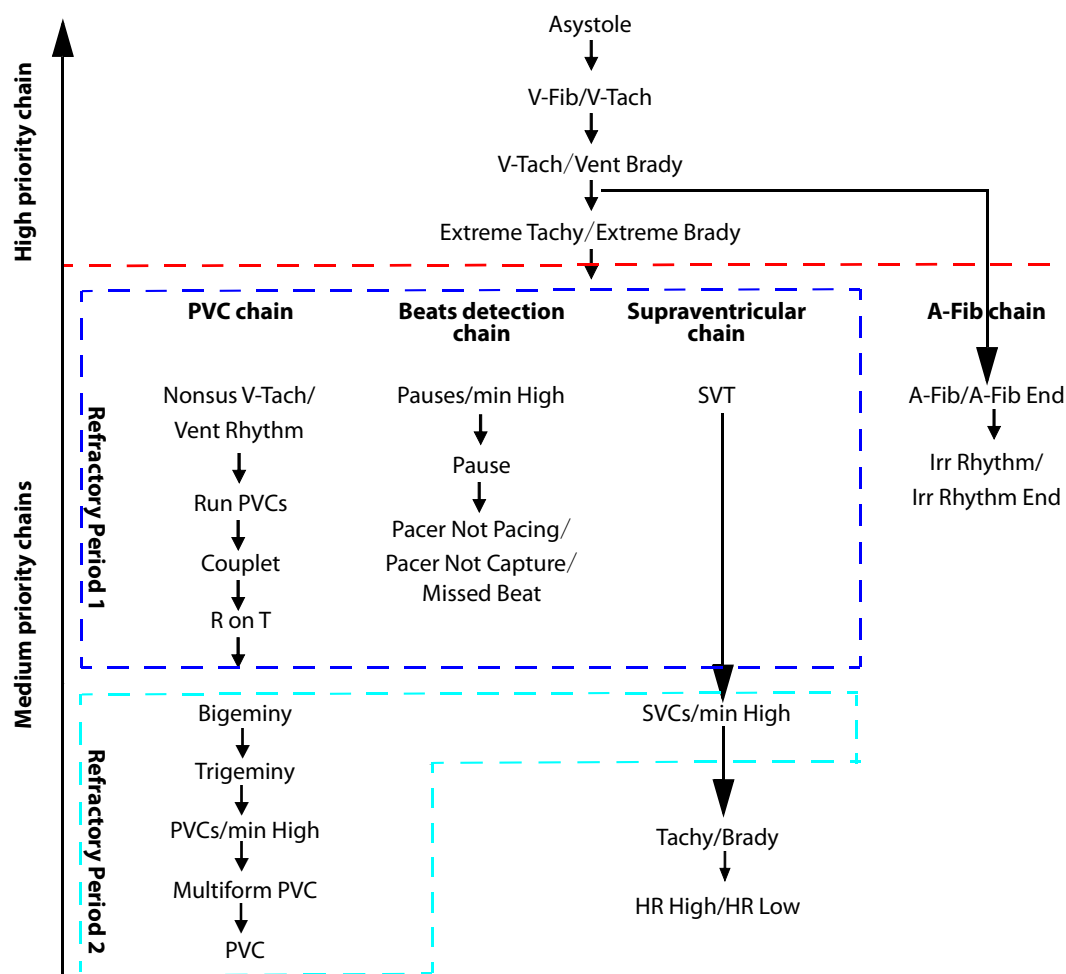 High priority chain
Asystole
V-Fib/V-Tach
V-Tach/Vent Brady
Extreme Tachy/Extreme Brady
Medium priority chains
Refractory Period 1
PVC chain
Nonsus V-Tach/
Vent Rhythm
Run PVCs
Couplet
R on T
Beats detection
chain
Pauses/min High
Pause
Pacer Not Pacing/
Pacer Not Capture/
Missed Beat
Supraventricular
chain
SVT
A-Fib chain
A-Fib/A-Fib End
Irr Rhythm/
Irr Rhythm End
Refractory Period 2
Bigeminy
Trigeminy
PVCs/min High
Multiform PVC
PVC
SVCs/min High
Tachy/Brady
HR High/HR Low